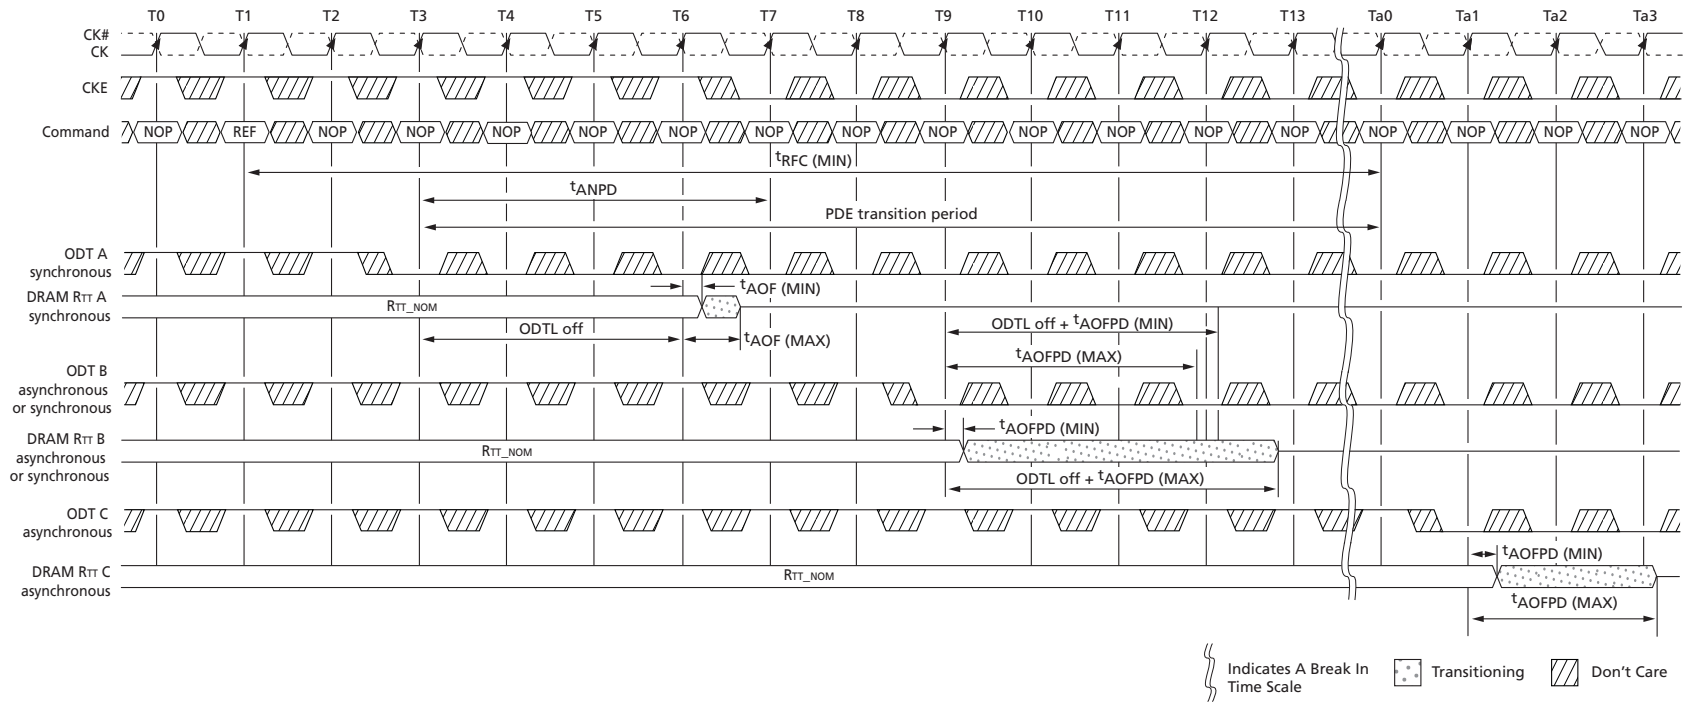 T0 T1 T2 T3 T4 T5 T6 T7 T8 T9 T10 T11 T12 T13 Ta0 Ta1 Ta2 Ta3
CK#
CK
CKE
Command NOP REF NOP NOP NOP NOP NOP NOP NOP NOP NOP NOP NOP NOP NOP NOP NOP NOP
tRFC (MIN)
tANPD
PDE transition period
ODT A
synchronous
tAOF (MIN)
DRAM RTT A
synchronous
RTT_NOM
ODTL off
tAOF (MAX)
ODTL off + tAOFPD (MIN)
tAOFPD (MAX)
ODT B
asynchronous
or synchronous
tAOFPD (MIN)
DRAM RTT B
asynchronous
or synchronous
RTT_NOM
ODTL off + tAOFPD (MAX)
ODT C
asynchronous
tAOFPD (MIN)
DRAM RTT C
asynchronous
RTT_NOM
tAOFPD (MAX)
Indicates A Break In
Time Scale
Transitioning
Don't Care